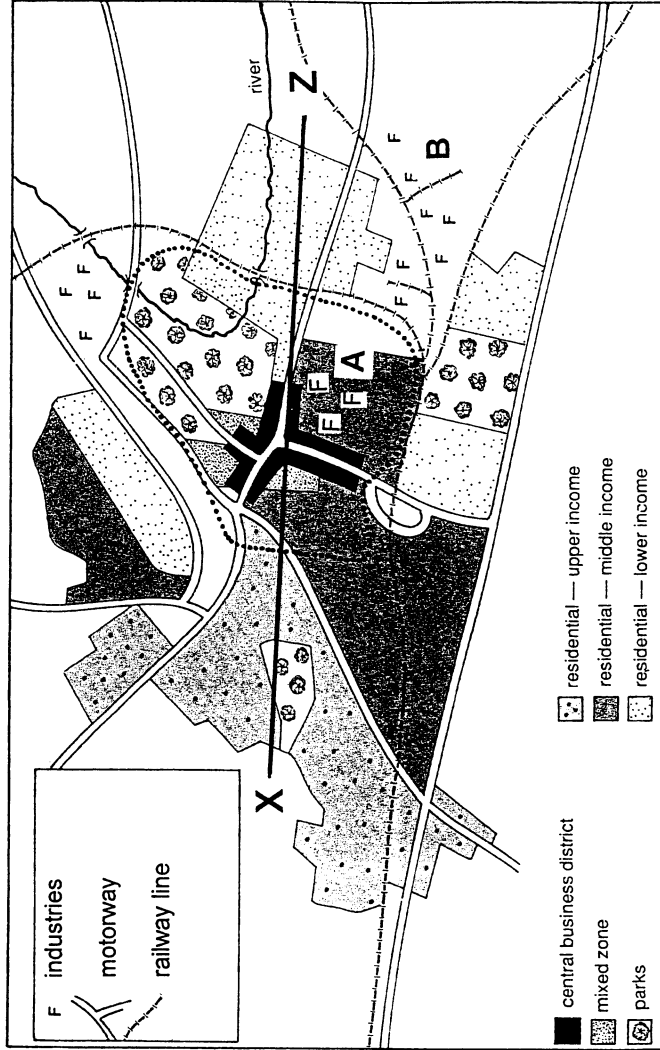 F industries
motorway
railway line
river
X
Z
F
F
F
F
F
F
F
A
F
F
F
F
F
F
B
central business district
mixed zone
parks
residential — upper income
residential — middle income
residential — lower income